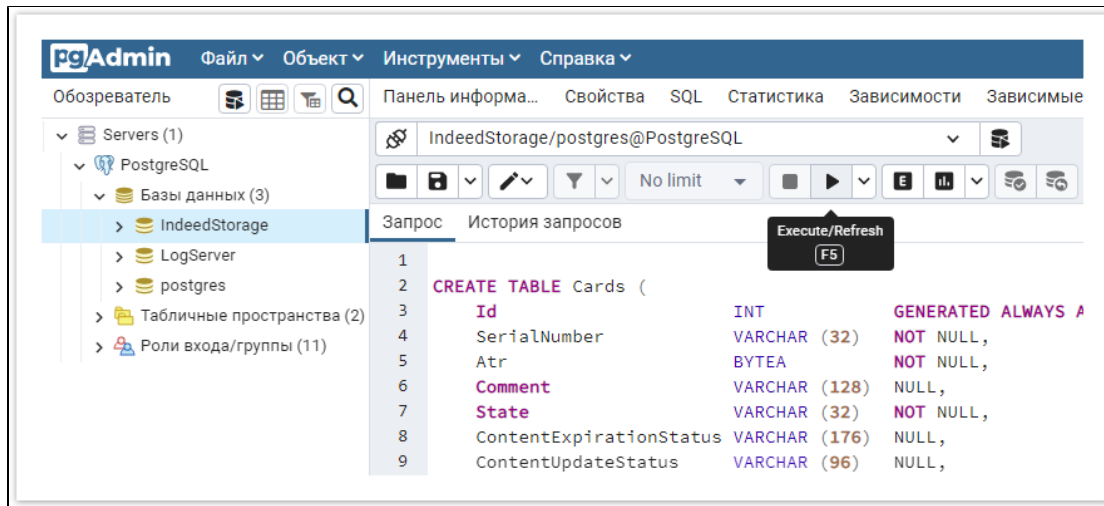 pgAdmin Файл Объект Инструменты Справка
Обозреватель Панель информа... Свойства SQL Статистика Зависимости Зависимые
Servers (1)
PostgreSQL
Базы данных (3)
IndeedStorage
LogServer
postgres
Табличные пространства (2)
Роли входа/группы (11)
IndeedStorage/postgres@PostgreSQL
No limit E
Запрос История запросов
Execute/Refresh
F5
1
2 CREATE TABLE Cards (
3 Id INT GENERATED ALWAYS A
4 SerialNumber VARCHAR (32) NOT NULL,
5 Atr BYTEA NOT NULL,
6 Comment VARCHAR (128) NULL,
7 State VARCHAR (32) NOT NULL,
8 ContentExpirationStatus VARCHAR (176) NULL,
9 ContentUpdateStatus VARCHAR (96) NULL,